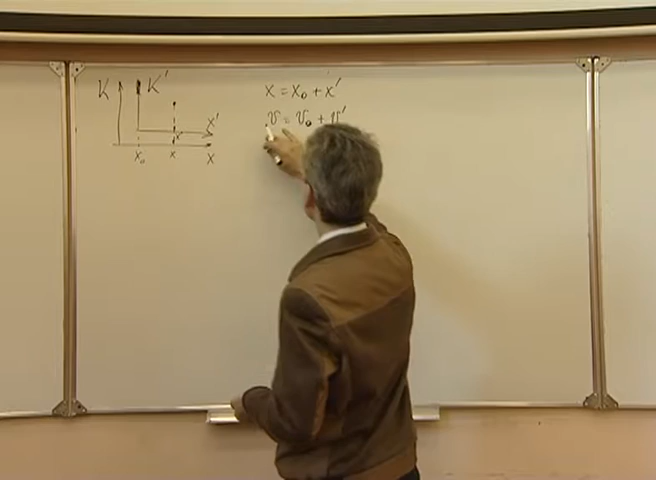 K K'
x = x₀ + x'
v = v₀ + v'
x'
x'
x₀ x x